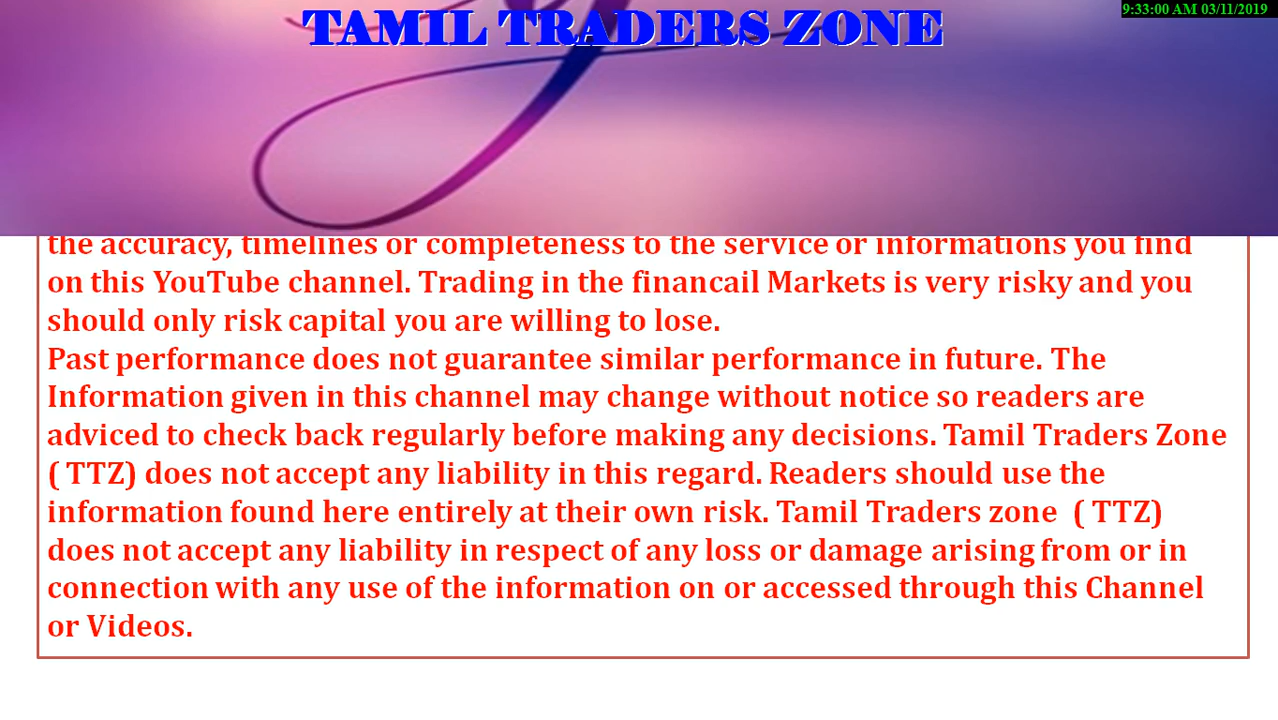 TAMIL TRADERS ZONE
9:33:00 AM 03/11/2019
the accuracy, timelines or completeness to the service or informations you find
on this YouTube channel. Trading in the financail Markets is very risky and you
should only risk capital you are willing to lose.
Past performance does not guarantee similar performance in future. The
Information given in this channel may change without notice so readers are
adviced to check back regularly before making any decisions. Tamil Traders Zone
( TTZ) does not accept any liability in this regard. Readers should use the
information found here entirely at their own risk. Tamil Traders zone  ( TTZ)
does not accept any liability in respect of any loss or damage arising from or in
connection with any use of the information on or accessed through this Channel
or Videos.